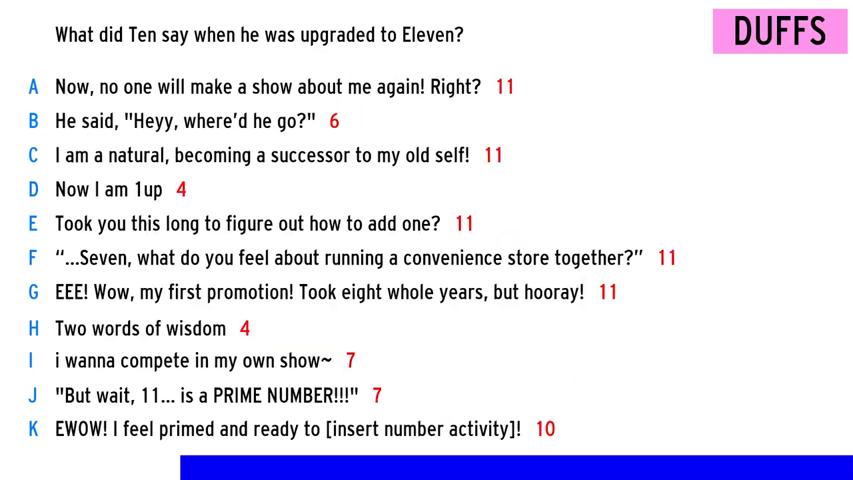 What did Ten say when he was upgraded to Eleven?
DUFFS
A Now, no one will make a show about me again! Right? 11
B He said, "Heyy, where'd he go?" 6
C I am a natural, becoming a successor to my old self! 11
D Now I am 1up 4
E Took you this long to figure out how to add one? 11
F “...Seven, what do you feel about running a convenience store together?” 11
G EEE! Wow, my first promotion! Took eight whole years, but hooray! 11
H Two words of wisdom 4
I i wanna compete in my own show~ 7
J "But wait, 11... is a PRIME NUMBER!!!" 7
K EWOW! I feel primed and ready to [insert number activity]! 10